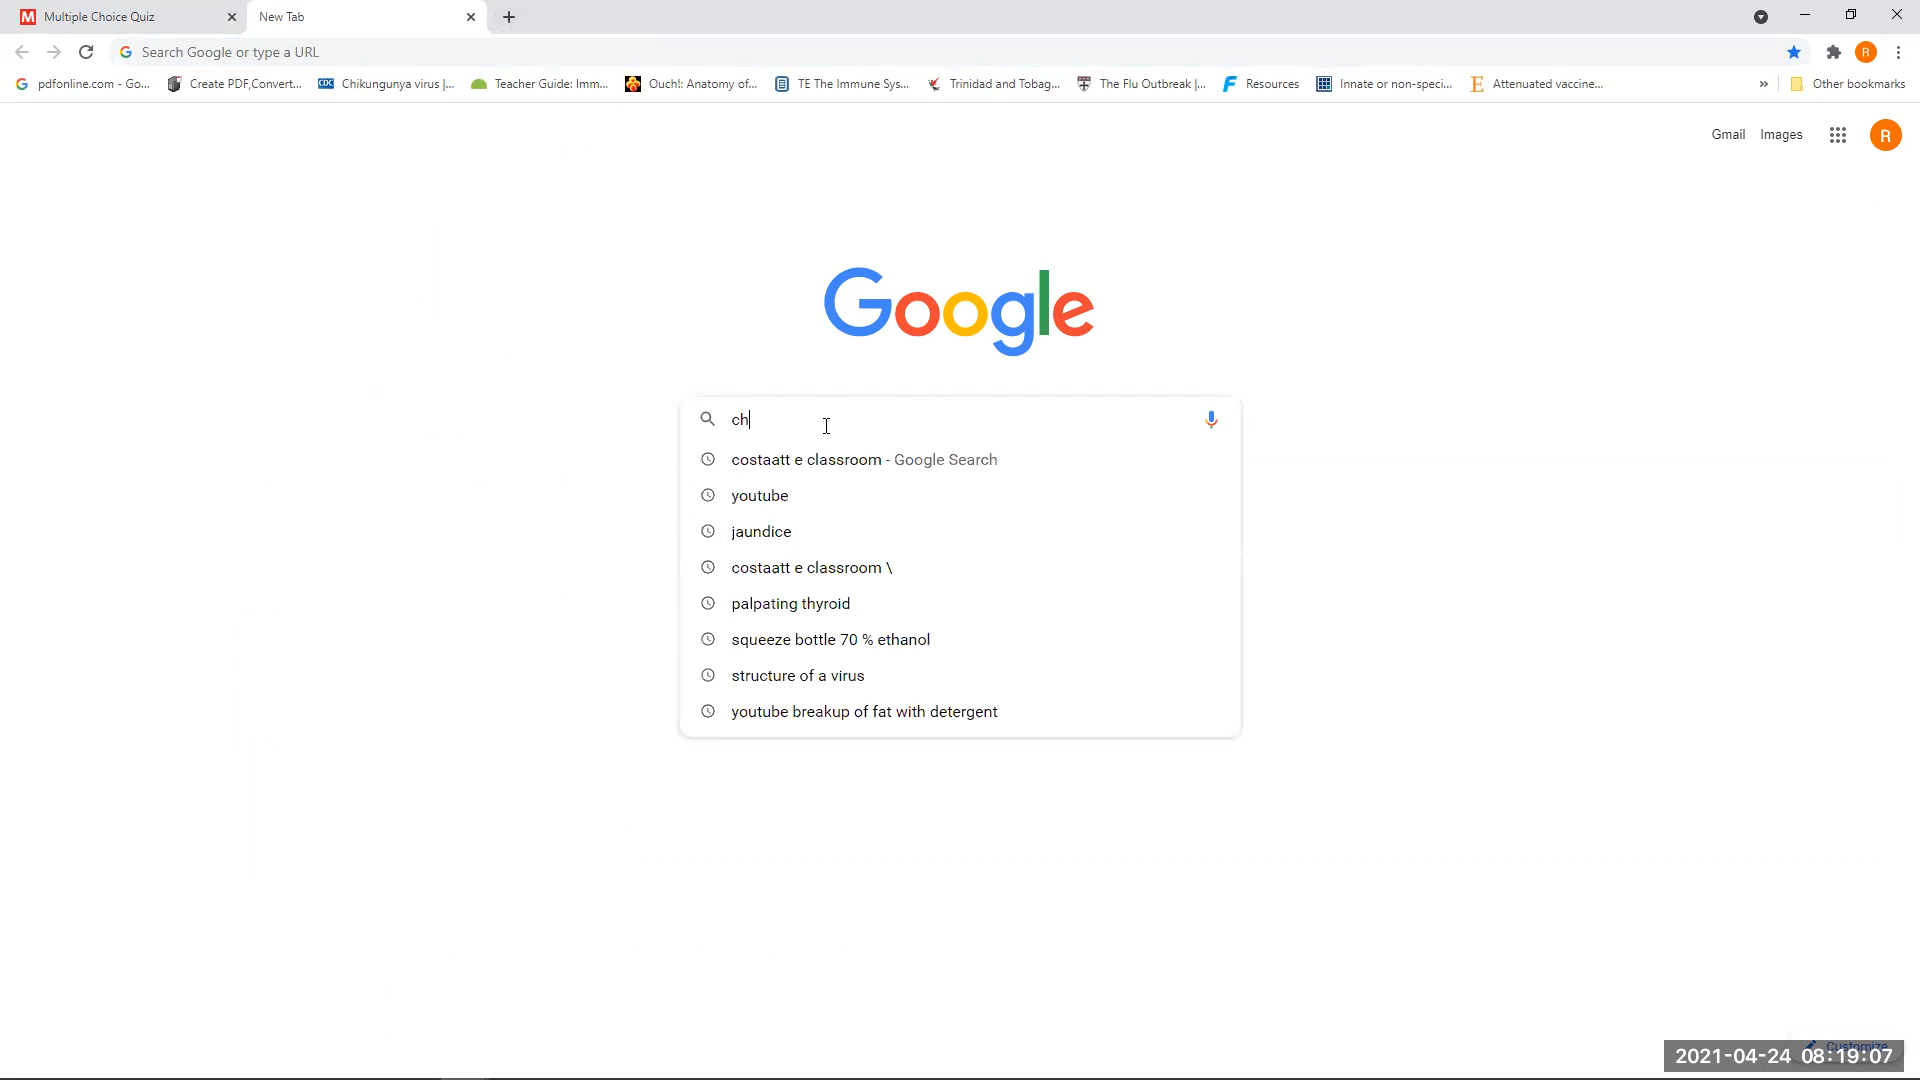 Multiple Choice Quiz
New Tab
Search Google or type a URL
R
pdfonline.com - Go...
Create PDF,Convert...
CDC
Chikungunya virus |...
Teacher Guide: Imm...
Ouch!: Anatomy of...
TE The Immune Sys...
Trinidad and Tobag...
The Flu Outbreak |...
Resources
Innate or non-speci...
Attenuated vaccine...
» Other bookmarks
Gmail Images R
Google
ch
costaatt e classroom - Google Search
youtube
jaundice
costaatt e classroom \
palpating thyroid
squeeze bottle 70 % ethanol
structure of a virus
youtube breakup of fat with detergent
Customize
2021-04-24 08:19:07